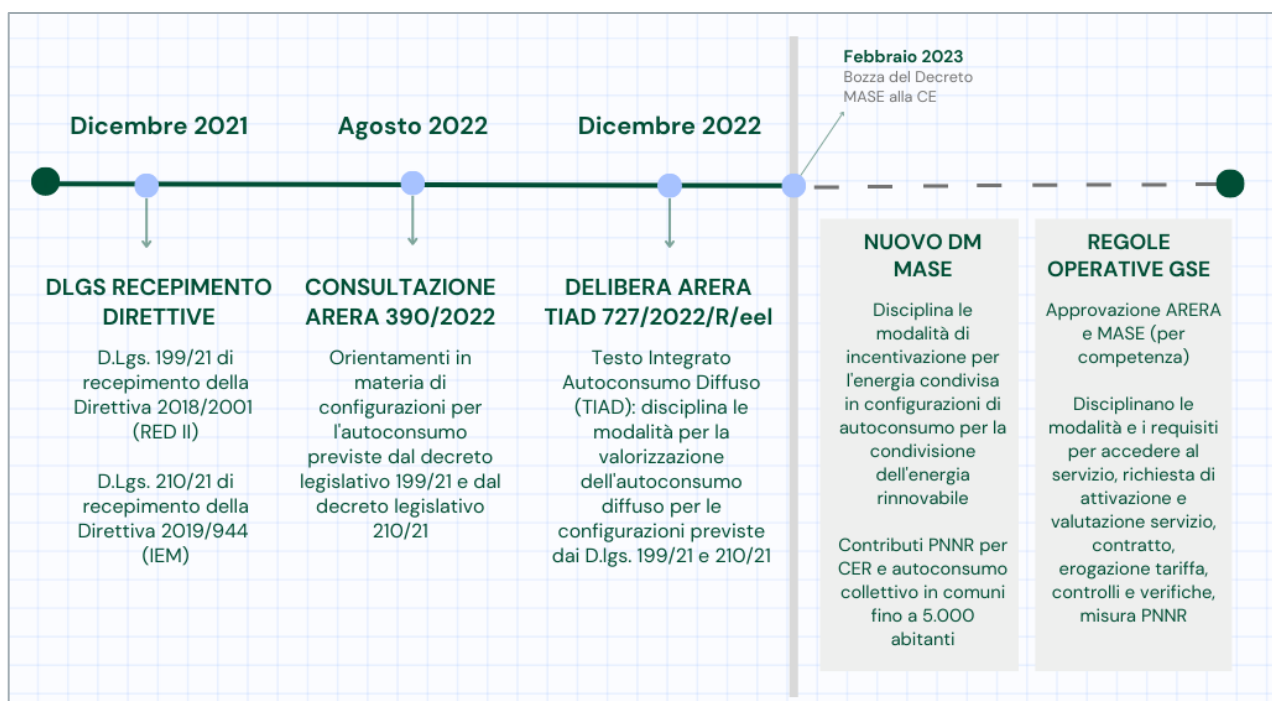 Febbraio 2023
Bozza del Decreto
MASE alla CE
Dicembre 2021
Agosto 2022
Dicembre 2022
DLGS RECEPIMENTO
DIRETTIVE
D.Lgs. 199/21 di
recepimento della
Direttiva 2018/2001
(RED II)
D.Lgs. 210/21 di
recepimento della
Direttiva 2019/944
(IEM)
CONSULTAZIONE
ARERA 390/2022
Orientamenti in
materia di
configurazioni per
l'autoconsumo
previste dal decreto
legislativo 199/21 e dal
decreto legislativo
210/21
DELIBERA ARERA
TIAD 727/2022/R/eel
Testo Integrato
Autoconsumo Diffuso
(TIAD): disciplina le
modalità per la
valorizzazione
dell'autoconsumo
diffuso per le
configurazioni previste
dai D.lgs. 199/21 e 210/21
NUOVO DM
MASE
Disciplina le
modalità di
incentivazione per
l'energia condivisa
in configurazioni di
autoconsumo per la
condivisione
dell'energia
rinnovabile
Contributi PNNR per
CER e autoconsumo
collettivo in comuni
fino a 5.000
abitanti
REGOLE
OPERATIVE GSE
Approvazione ARERA
e MASE (per
competenza)
Disciplinano le
modalità e i requisiti
per accedere al
servizio, richiesta di
attivazione e
valutazione servizio,
contratto,
erogazione tariffa,
controlli e verifiche,
misura PNNR